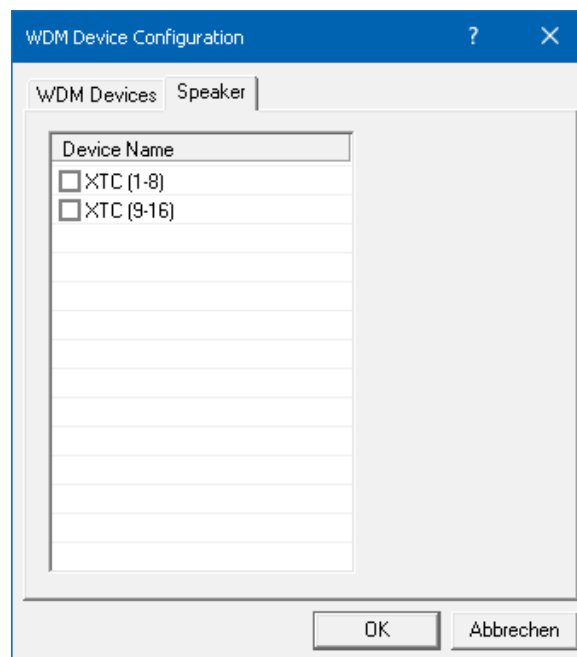 WDM Device Configuration ?
WDM Devices Speaker
Device Name
XTC (1-8)
XTC (9-16)
OK Abbrechen